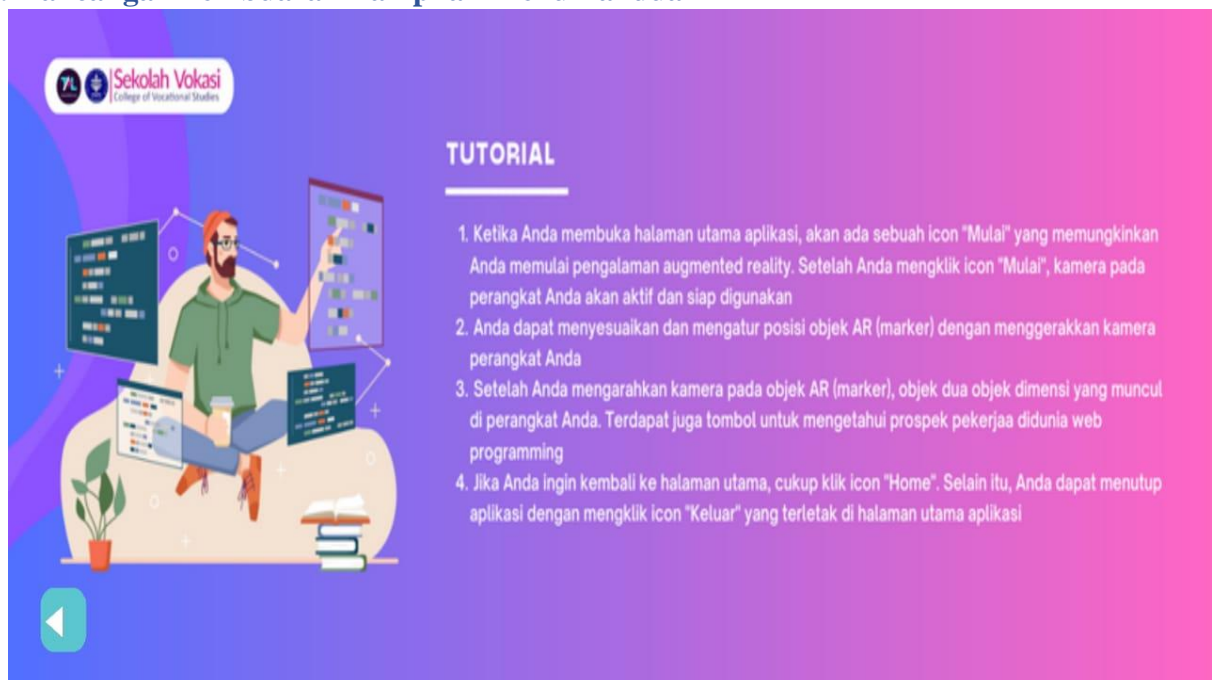 Sekolah Vokasi
College of Vocational Studies
TUTORIAL
1. Ketika Anda membuka halaman utama aplikasi, akan ada sebuah icon "Mulai" yang memungkinkan
Anda memulai pengalaman augmented reality. Setelah Anda mengklik icon "Mulai", kamera pada
perangkat Anda akan aktif dan siap digunakan
2. Anda dapat menyesuaikan dan mengatur posisi objek AR (marker) dengan menggerakkan kamera
perangkat Anda
3. Setelah Anda mengarahkan kamera pada objek AR (marker), objek dua objek dimensi yang muncul
di perangkat Anda. Terdapat juga tombol untuk mengetahui prospek pekerjaa didunia web
programming
4. Jika Anda ingin kembali ke halaman utama, cukup klik icon "Home". Selain itu, Anda dapat menutup
aplikasi dengan mengklik icon "Keluar" yang terletak di halaman utama aplikasi